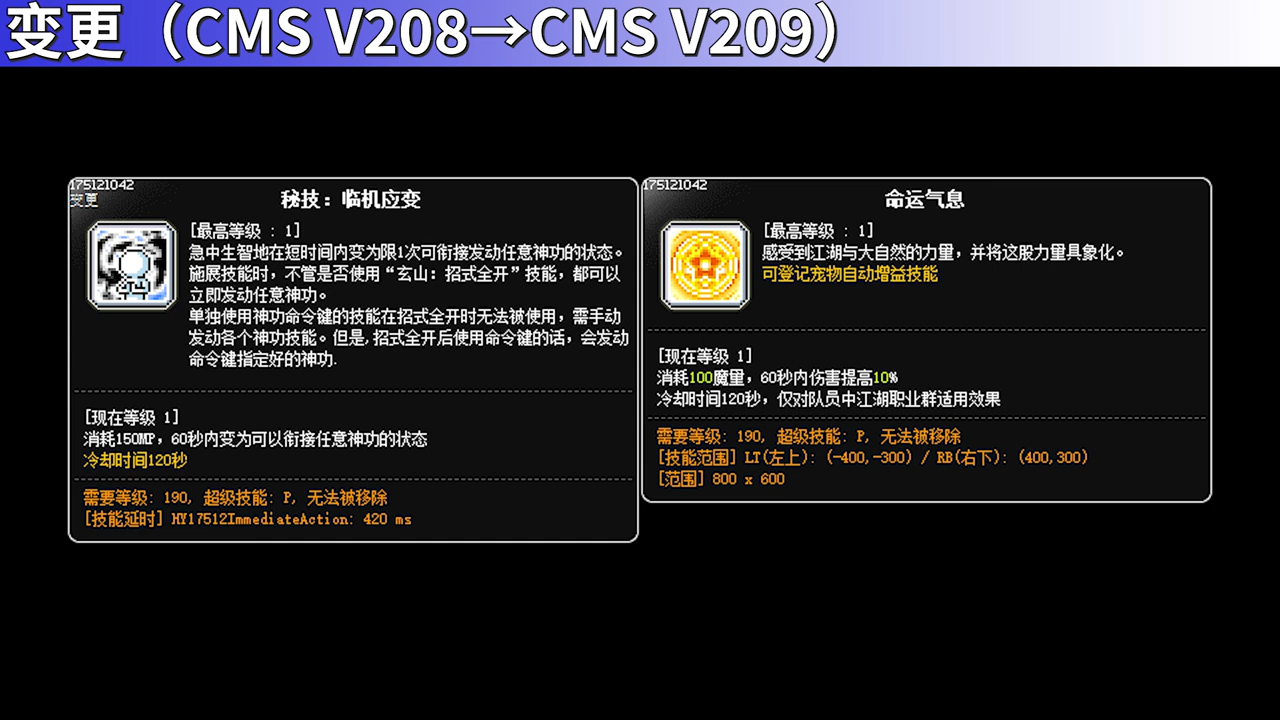 变更（CMS V208→CMS V209）
175121042
变更
秘技：临机应变
[最高等级 : 1]
急中生智地在短时间内变为限1次可衔接发动任意神功的状态。
施展技能时，不管是否使用“玄山：招式全开”技能，都可以
立即发动任意神功。
单独使用神功命令键的技能在招式全开时无法被使用，需手动
发动各个神功技能。但是,招式全开后使用命令键的话，会发动
命令键指定好的神功.
[现在等级 1]
消耗150MP，60秒内变为可以衔接任意神功的状态
冷却时间120秒
需要等级: 190, 超级技能: P, 无法被移除
[技能延时] HY17512ImmediateAction: 420 ms
175121042
命运气息
[最高等级 : 1]
感受到江湖与大自然的力量，并将这股力量具象化。
可登记宠物自动增益技能
[现在等级 1]
消耗100魔量，60秒内伤害提高10%
冷却时间120秒，仅对队员中江湖职业群适用效果
需要等级: 190, 超级技能: P, 无法被移除
[技能范围] LT(左上): (-400,-300) / RB(右下): (400,300)
[范围] 800 x 600